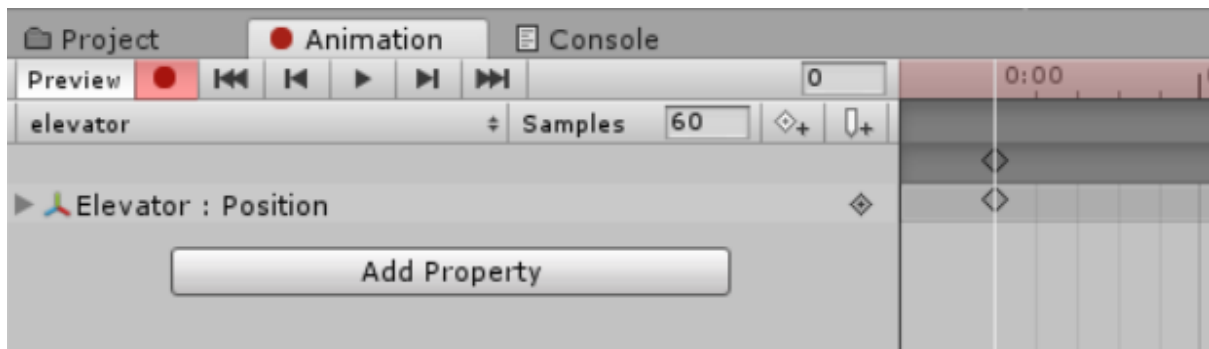 Project Animation Console
Preview 0 0:00
elevator Samples 60
Elevator : Position
Add Property